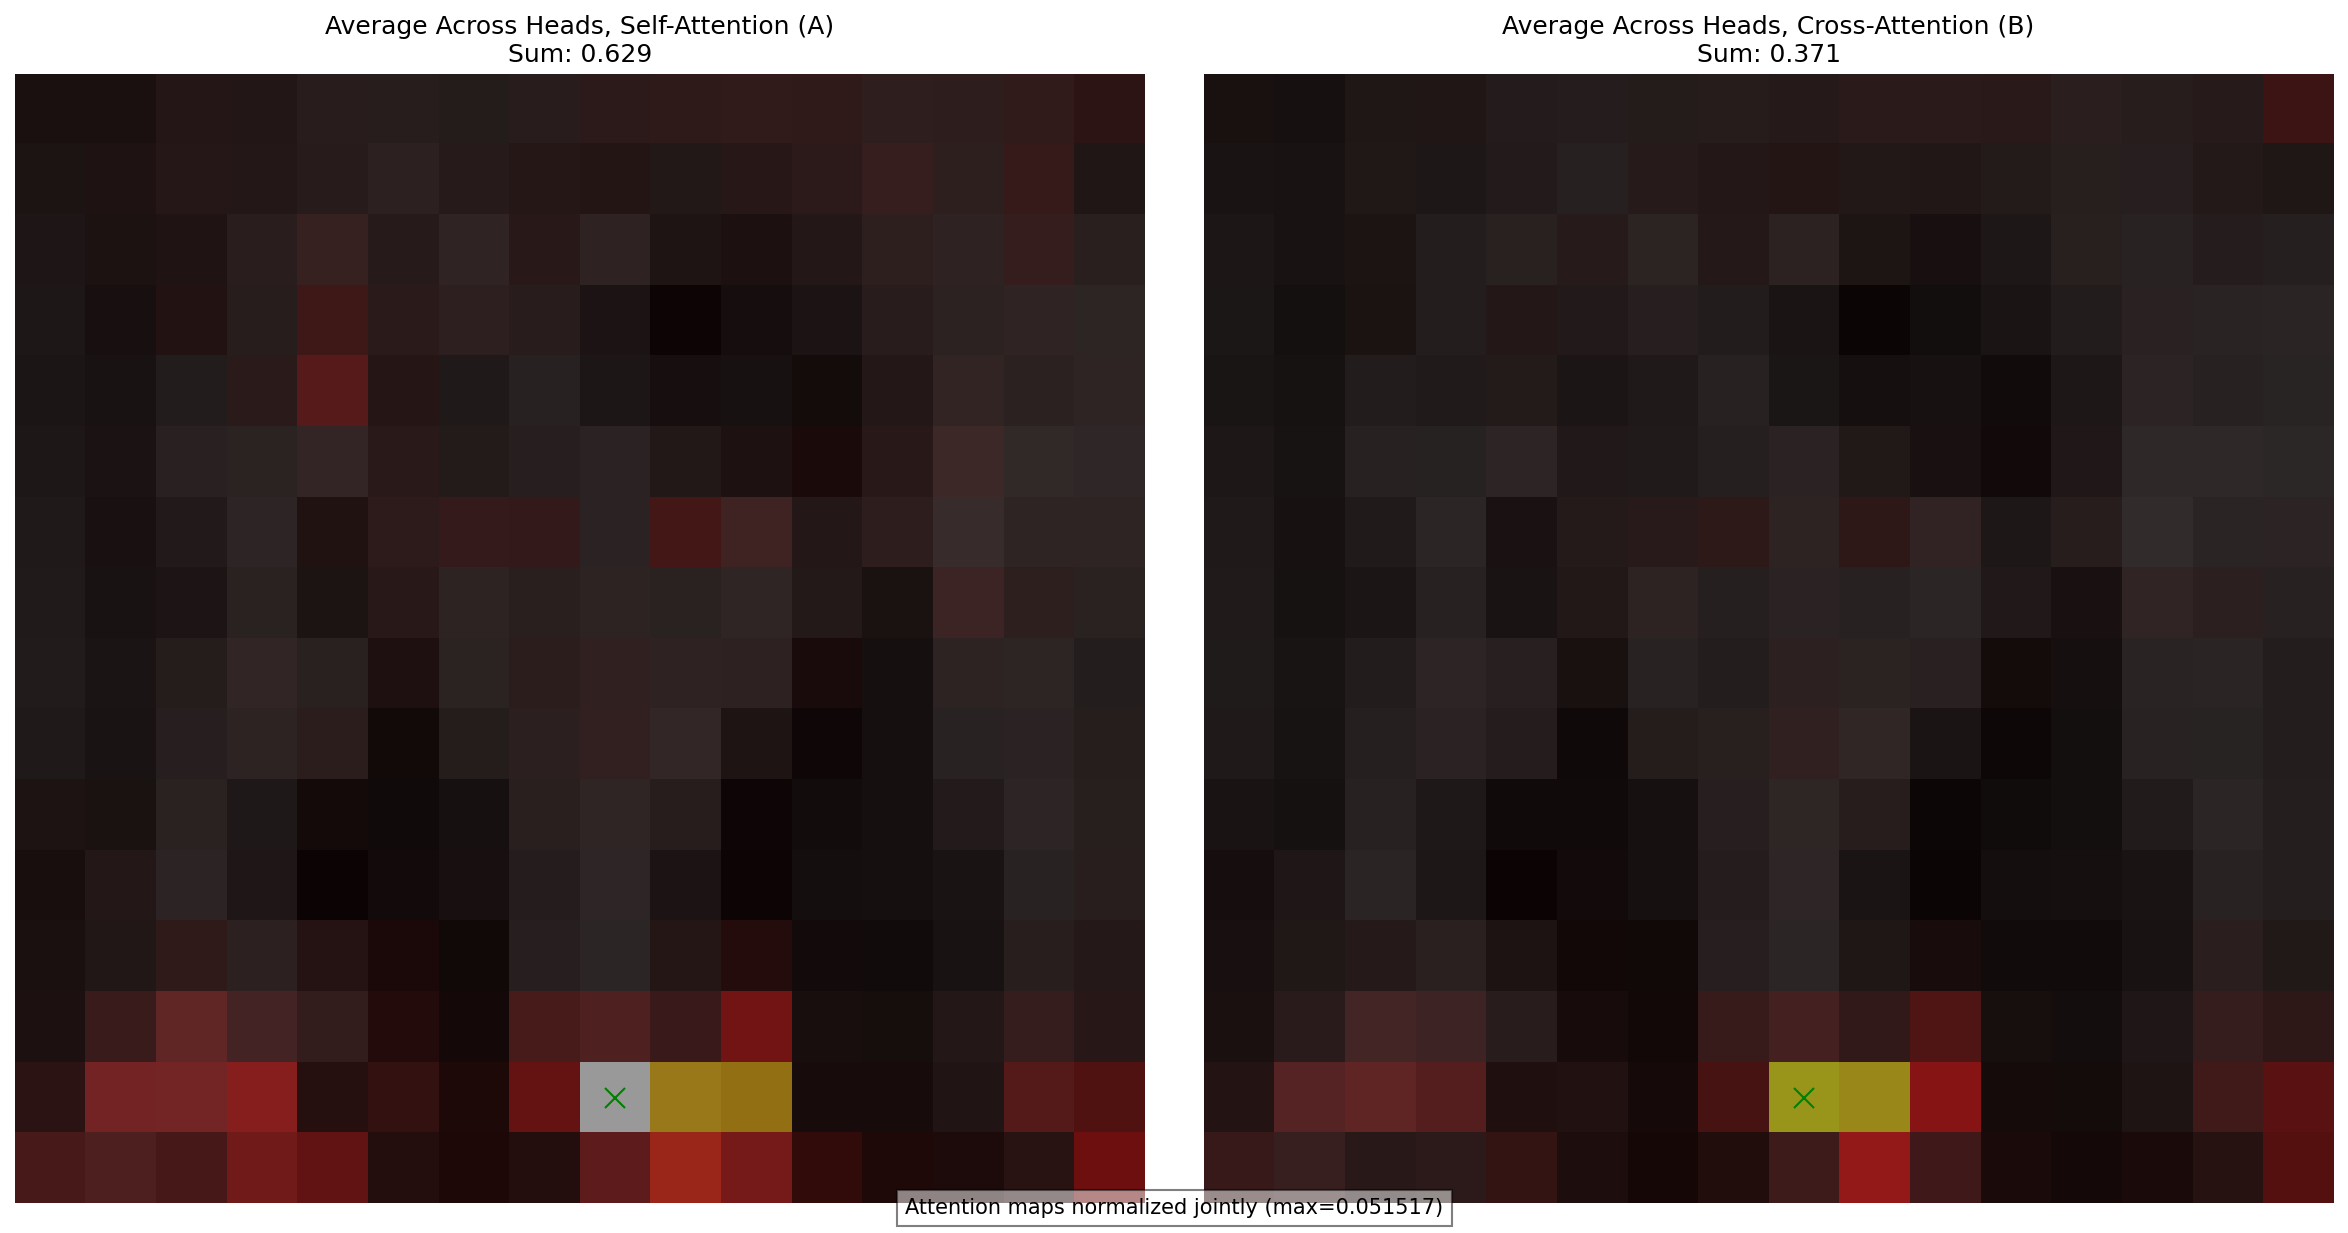 Average Across Heads, Self-Attention (A)
Sum: 0.629
Average Across Heads, Cross-Attention (B)
Sum: 0.371
Attention maps normalized jointly (max=0.051517)